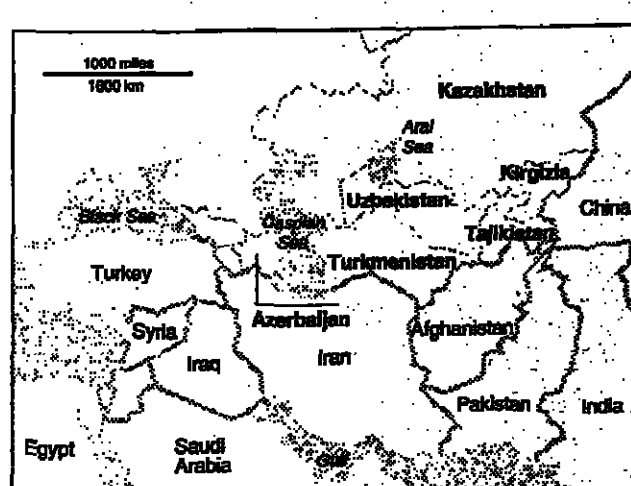 1000 miles
1600 km
Kazakhstan
Aral
Sea
Kirgizia
Uzbekistan
China
Black Sea
Caspian
Sea
Tajikistan
Turkey
Turkmenistan
Azerbaijan
Syria
Afghanistan
Iraq
Iran
Pakistan
India
Egypt
Saudi
Arabia
Gulf